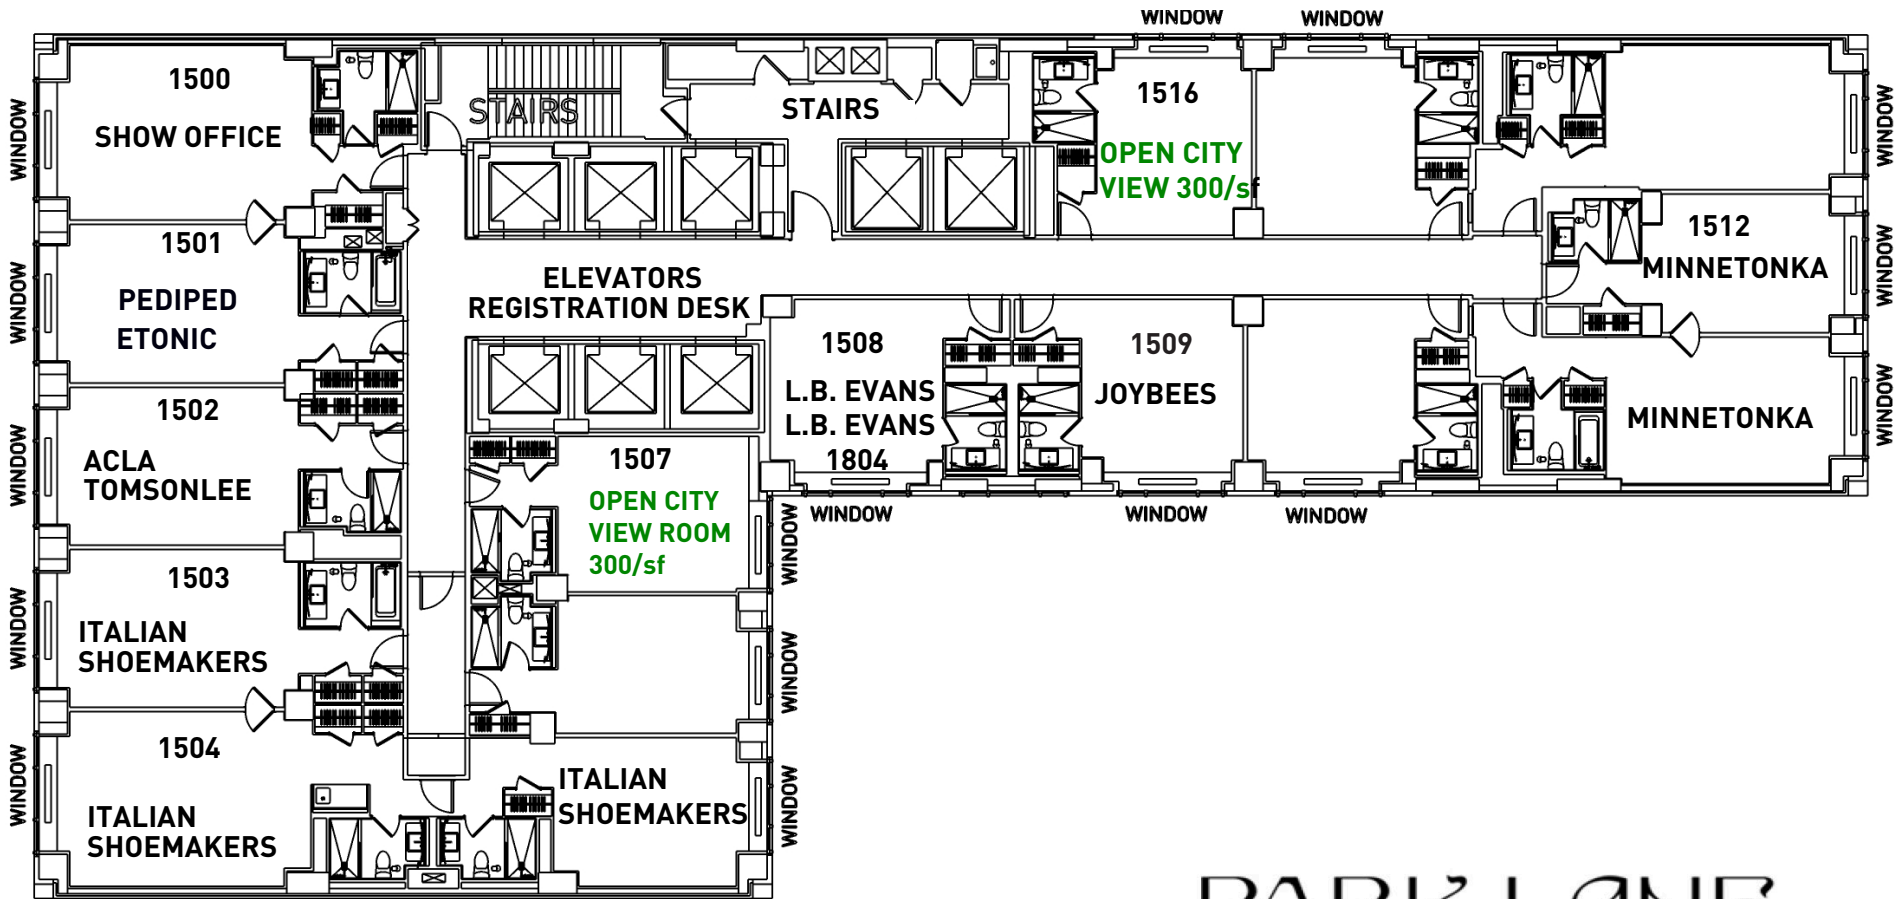 WINDOW
WINDOW
1500
SHOW OFFICE
STAIRS
STAIRS
1516
OPEN CITY
VIEW 300/sf
WINDOW
WINDOW
1501
PEDIPED
ETONIC
WINDOW
ELEVATORS
REGISTRATION DESK
1512
MINNETONKA
WINDOW
1502
ACLA
TOMSONLEE
WINDOW
1508
L.B. EVANS
L.B. EVANS
1804
1509
JOYBEES
MINNETONKA
WINDOW
1507
OPEN CITY
VIEW ROOM
300/sf
WINDOW
WINDOW
WINDOW
WINDOW
1503
ITALIAN
SHOEMAKERS
WINDOW
WINDOW
1504
ITALIAN
SHOEMAKERS
WINDOW
ITALIAN
SHOEMAKERS
WINDOW
PARK LANE